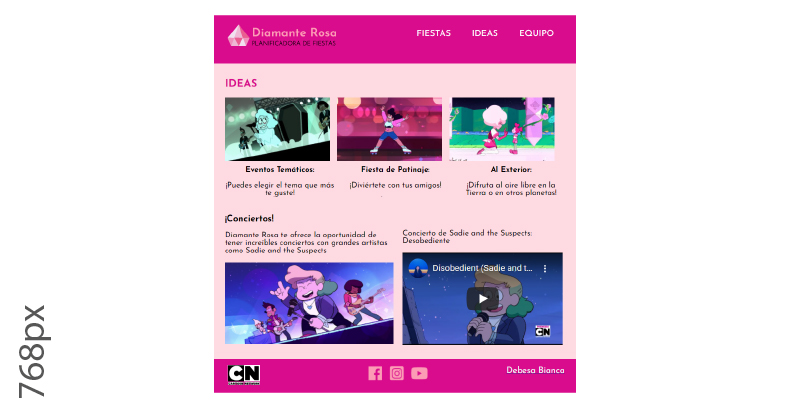 Diamante Rosa
PLANIFICADORA DE FIESTAS
FIESTAS IDEAS EQUIPO
IDEAS
Eventos Temáticos:
¡Puedes elegir el tema que más
te guste!
Fiesta de Patinaje:
¡Diviértete con tus amigos!
Al Exterior:
¡Difruta al aire libre en la
Tierra o en otros planetas!
¡Conciertos!
Diamante Rosa te ofrece la oportunidad de
tener increíbles conciertos con grandes artistas
como Sadie and the Suspects
Concierto de Sadie and the Suspects:
Desobediente
Disobedient (Sadie and t...
CN
CN
Debesa Bianca
768px